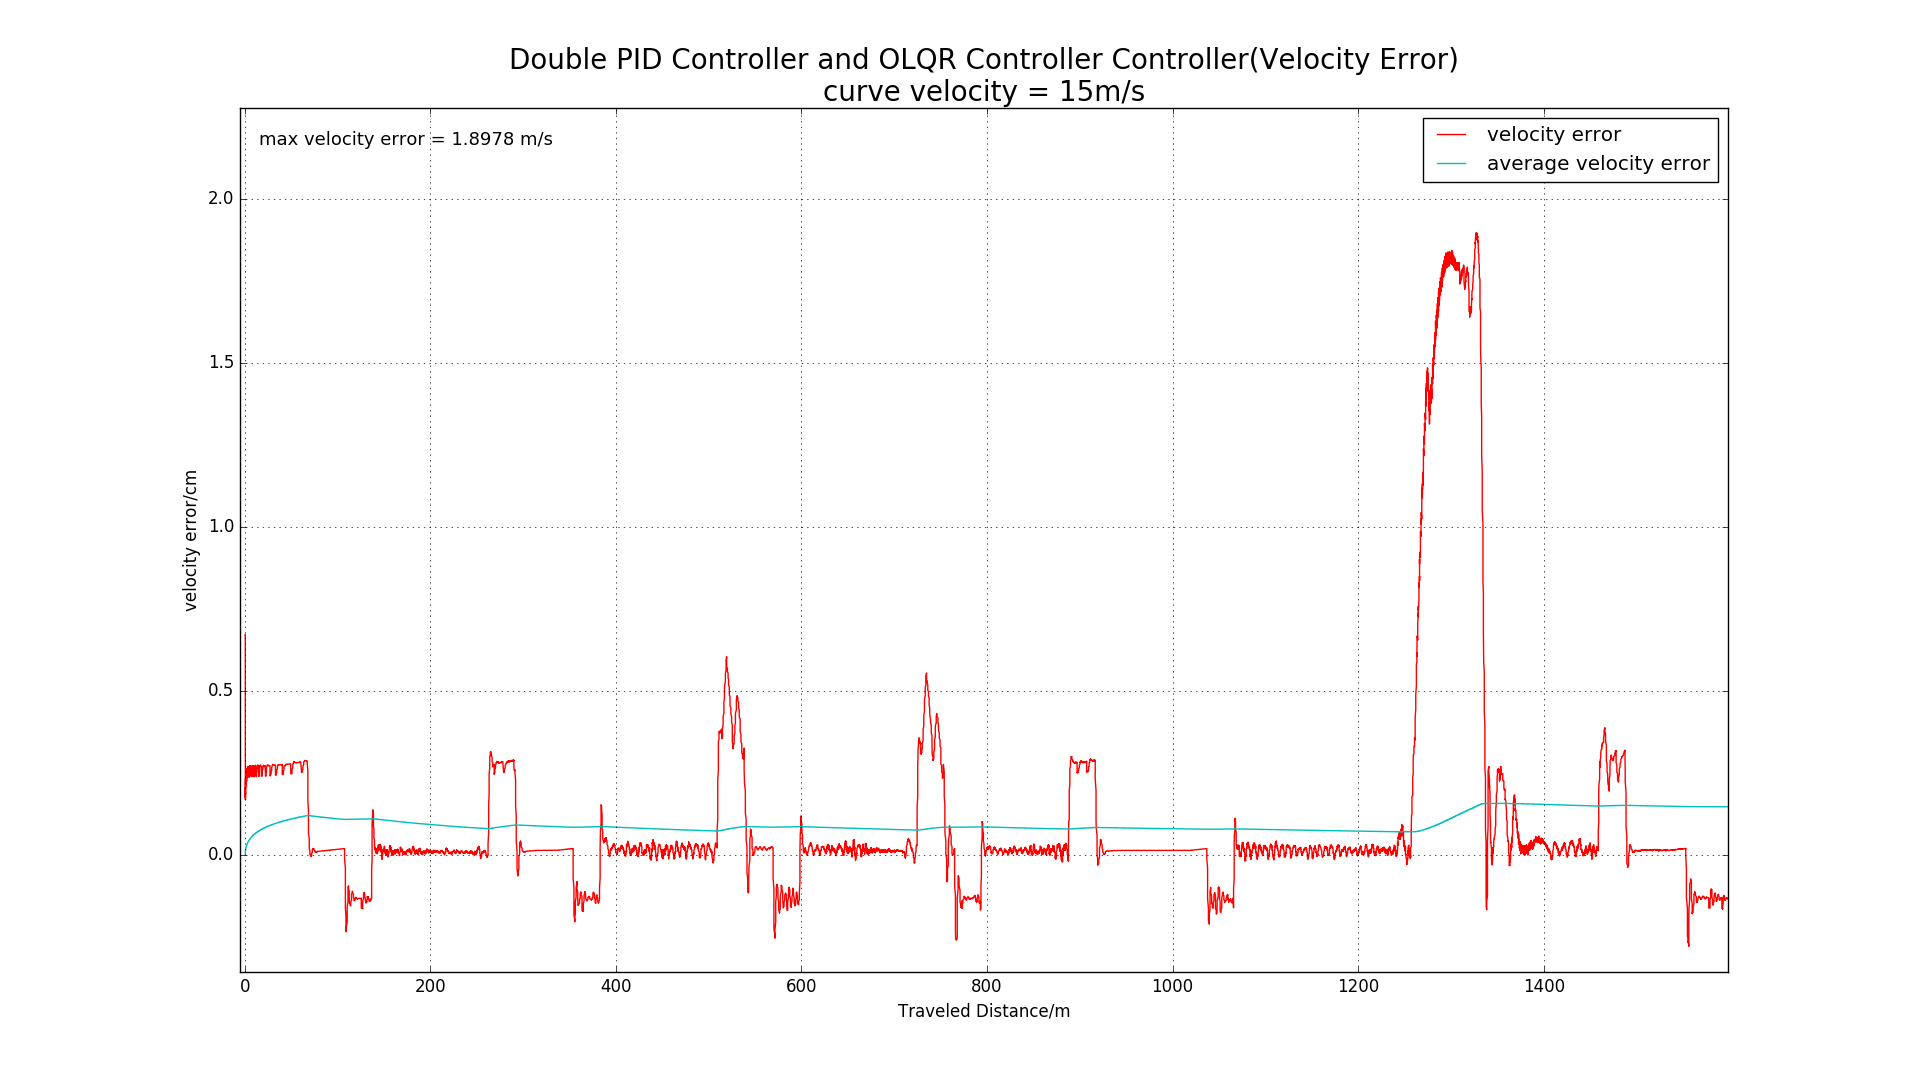 Double PID Controller and OLQR Controller Controller(Velocity Error)
curve velocity = 15m/s
max velocity error = 1.8978 m/s
velocity error
average velocity error
2.0
1.5
1.0
0.5
0.0
velocity error/cm
0 200 400 600 800 1000 1200 1400
Traveled Distance/m